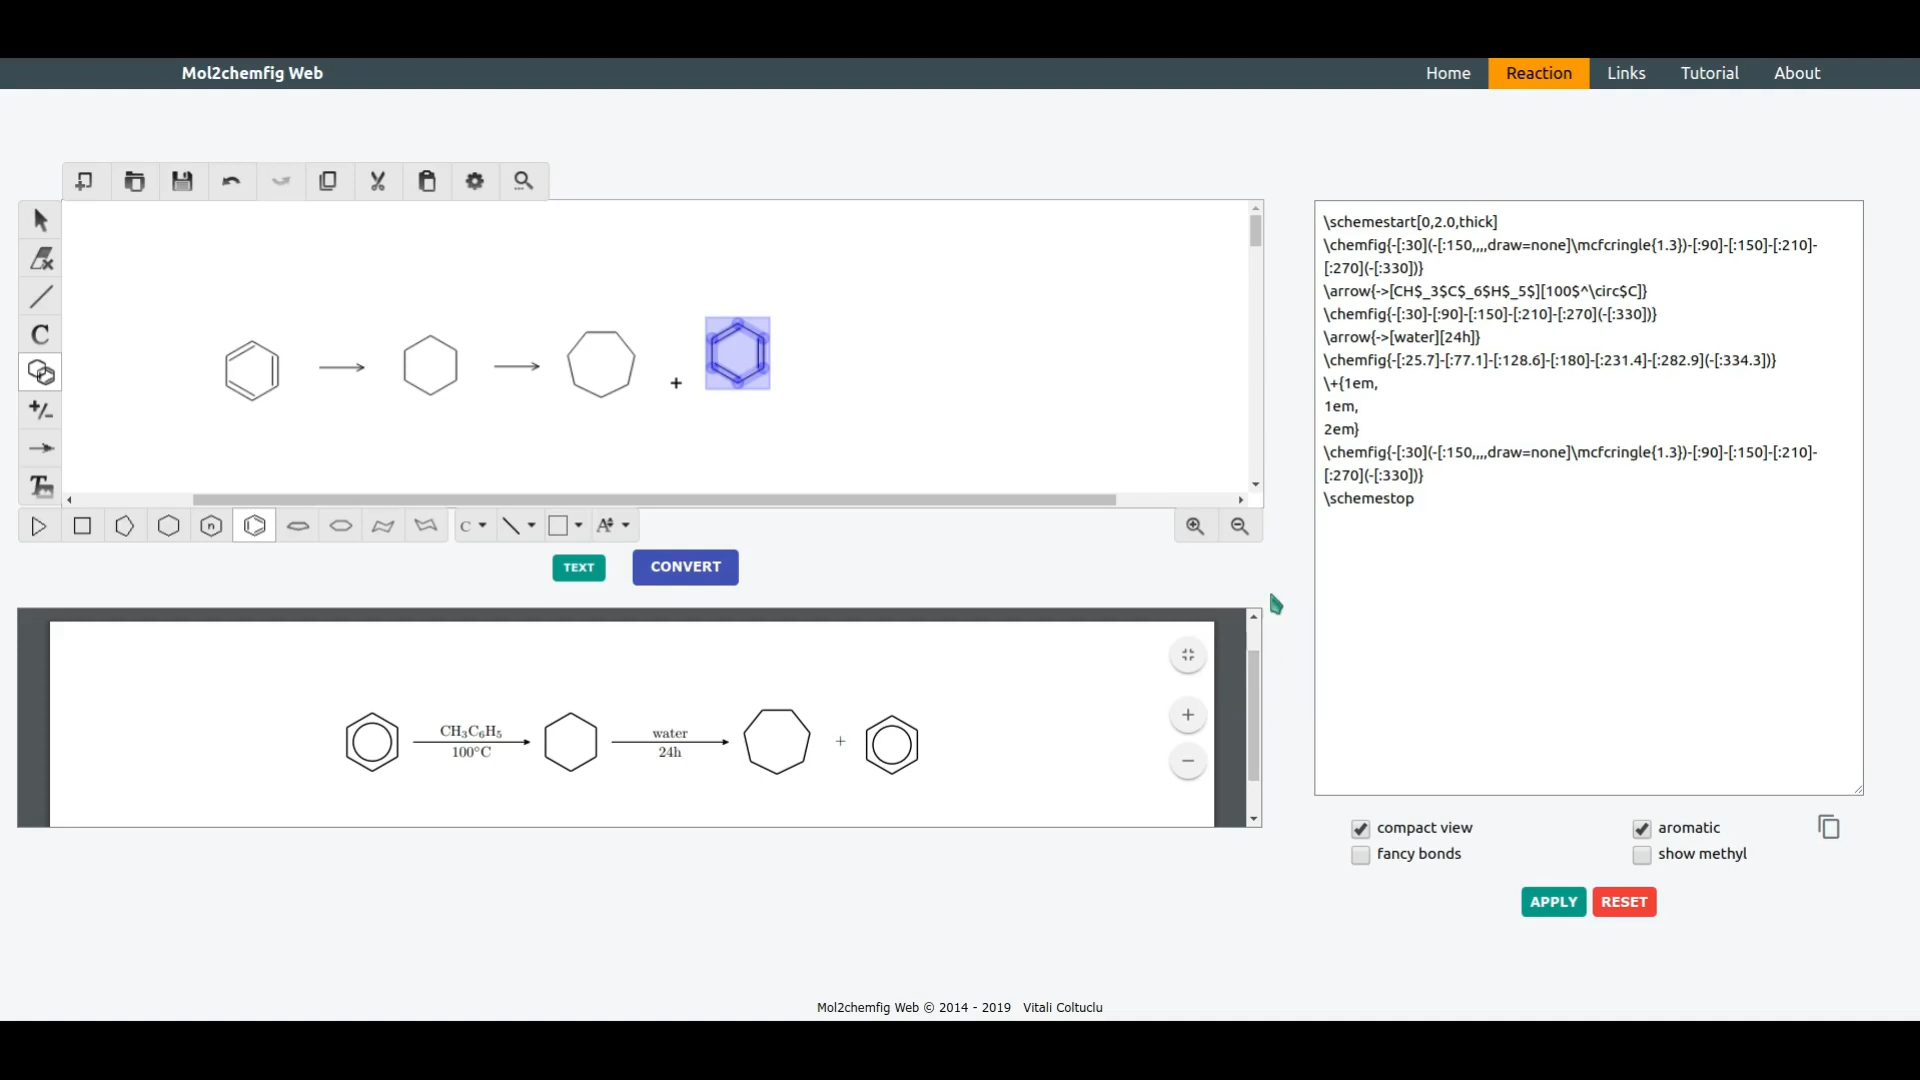 Mol2chemfig Web
Home Reaction Links Tutorial About
C
+/-
T
n
C
A
TEXT CONVERT
\schemestart[0,2.0,thick]
\chemfig{-[:30](-[:150,,,,draw=none]\mcfcringle{1.3})-[:90]-[:150]-[:210]-
[:270](-[:330])}
\arrow{->[CH$_3$C$_6$H$_5$][100$^\circ$C]}
\chemfig{-[:30]-[:90]-[:150]-[:210]-[:270](-[:330])}
\arrow{->[water][24h]}
\chemfig{-[:25.7]-[:77.1]-[:128.6]-[:180]-[:231.4]-[:282.9](-[:334.3])}
\+{1em,
1em,
2em}
\chemfig{-[:30](-[:150,,,,draw=none]\mcfcringle{1.3})-[:90]-[:150]-[:210]-
[:270](-[:330])}
\schemestop
CH₃C₆H₅
100°C
water
24h
+
compact view aromatic
fancy bonds show methyl
APPLY RESET
Mol2chemfig Web © 2014 - 2019 Vitali Coltuclu